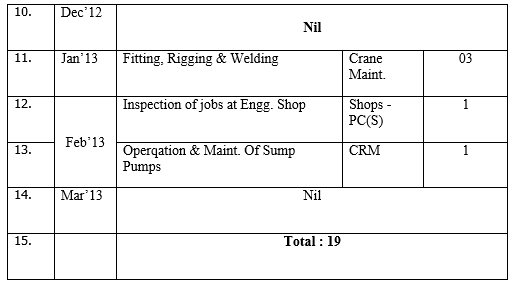 10. Dec’12 Nil
11. Jan’13 Fitting, Rigging & Welding Crane Maint. 03
12. Feb’13 Inspection of jobs at Engg. Shop Shops - PC(S) 1
13. Operqation & Maint. Of Sump Pumps CRM 1
14. Mar’13 Nil
15. Total : 19